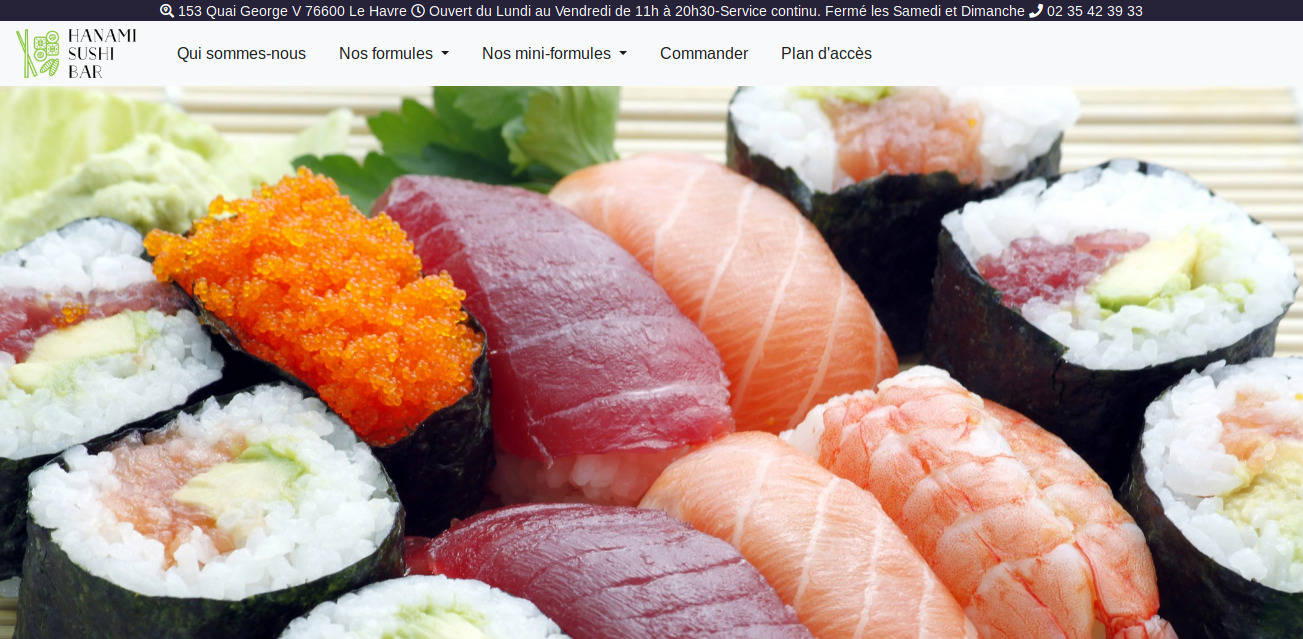 153 Quai George V 76600 Le Havre Ouvert du Lundi au Vendredi de 11h à 20h30-Service continu. Fermé les Samedi et Dimanche 02 35 42 39 33
HANAMI
SUSHI
BAR
Qui sommes-nous Nos formules Nos mini-formules Commander Plan d'accès